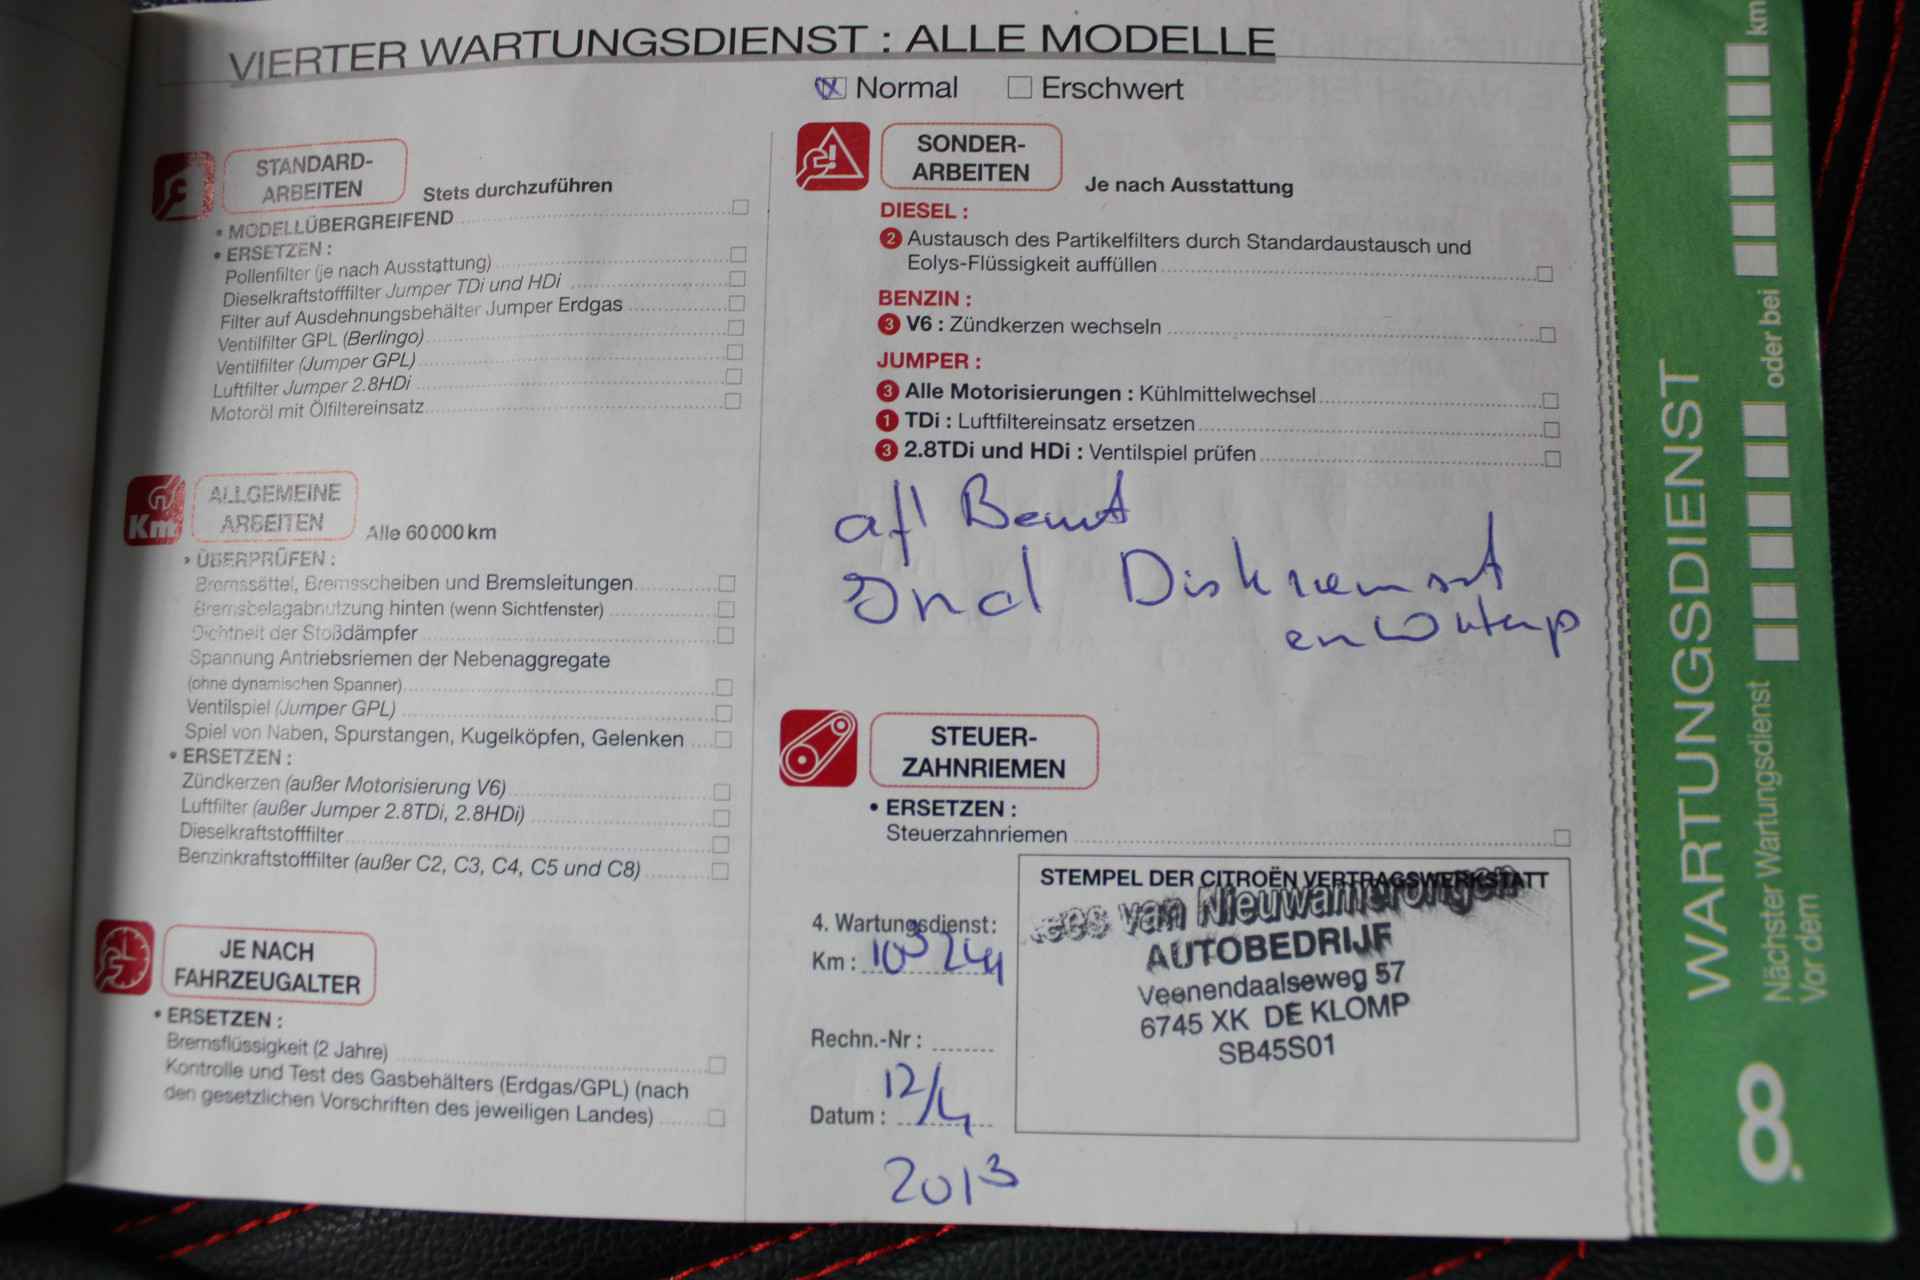 VIERTER WARTUNGSDIENST : ALLE MODELLE
Normal Erschwert
STANDARD-
ARBEITEN Stets durchzuführen
• MODELLÜBERGREIFEND
• ERSETZEN :
Pollenfilter (je nach Ausstattung)
Dieselkraftstofffilter Jumper TDi und HDi
Filter auf Ausdehnungsbehälter Jumper Erdgas
Ventilfilter GPL (Berlingo)
Ventilfilter (Jumper GPL)
Luftfilter Jumper 2.8HDi
Motoröl mit Ölfiltereinsatz
Km ALLGEMEINE
ARBEITEN Alle 60 000 km
• ÜBERPRÜFEN :
Bremssättel, Bremsscheiben und Bremsleitungen
Bremsbelagabnutzung hinten (wenn Sichtfenster)
Dichtheit der Stoßdämpfer
Spannung Antriebsriemen der Nebenaggregate
(ohne dynamischen Spanner)
Ventilspiel (Jumper GPL)
Spiel von Naben, Spurstangen, Kugelköpfen, Gelenken
• ERSETZEN :
Zündkerzen (außer Motorisierung V6)
Luftfilter (außer Jumper 2.8TDi, 2.8HDi)
Dieselkraftstofffilter
Benzinkraftstofffilter (außer C2, C3, C4, C5 und C8)
JE NACH
FAHRZEUGALTER
• ERSETZEN :
Bremsflüssigkeit (2 Jahre)
Kontrolle und Test des Gasbehälters (Erdgas/GPL) (nach
den gesetzlichen Vorschriften des jeweiligen Landes)
SONDER-
ARBEITEN Je nach Ausstattung
DIESEL :
2 Austausch des Partikelfilters durch Standardaustausch und
Eolys-Flüssigkeit auffüllen
BENZIN :
3 V6 : Zündkerzen wechseln
JUMPER :
3 Alle Motorisierungen : Kühlmittelwechsel
1 TDi : Luftfiltereinsatz ersetzen
3 2.8TDi und HDi : Ventilspiel prüfen
en Waterp
STEUER-
ZAHNRIEMEN
• ERSETZEN :
Steuerzahnriemen
STEMPEL DER CITROËN VERTRAGSWERKSTATT
Kees van Nieuwamerongen
AUTOBEDRIJF
Veenendaalseweg 57
6745 XK DE KLOMP
SB45S01
4. Wartungsdienst :
Km :
Rechn.-Nr :
Datum : 12/4
2013
WARTUNGSDIENST
Nächster Wartungsdienst
Vor dem oder bei km